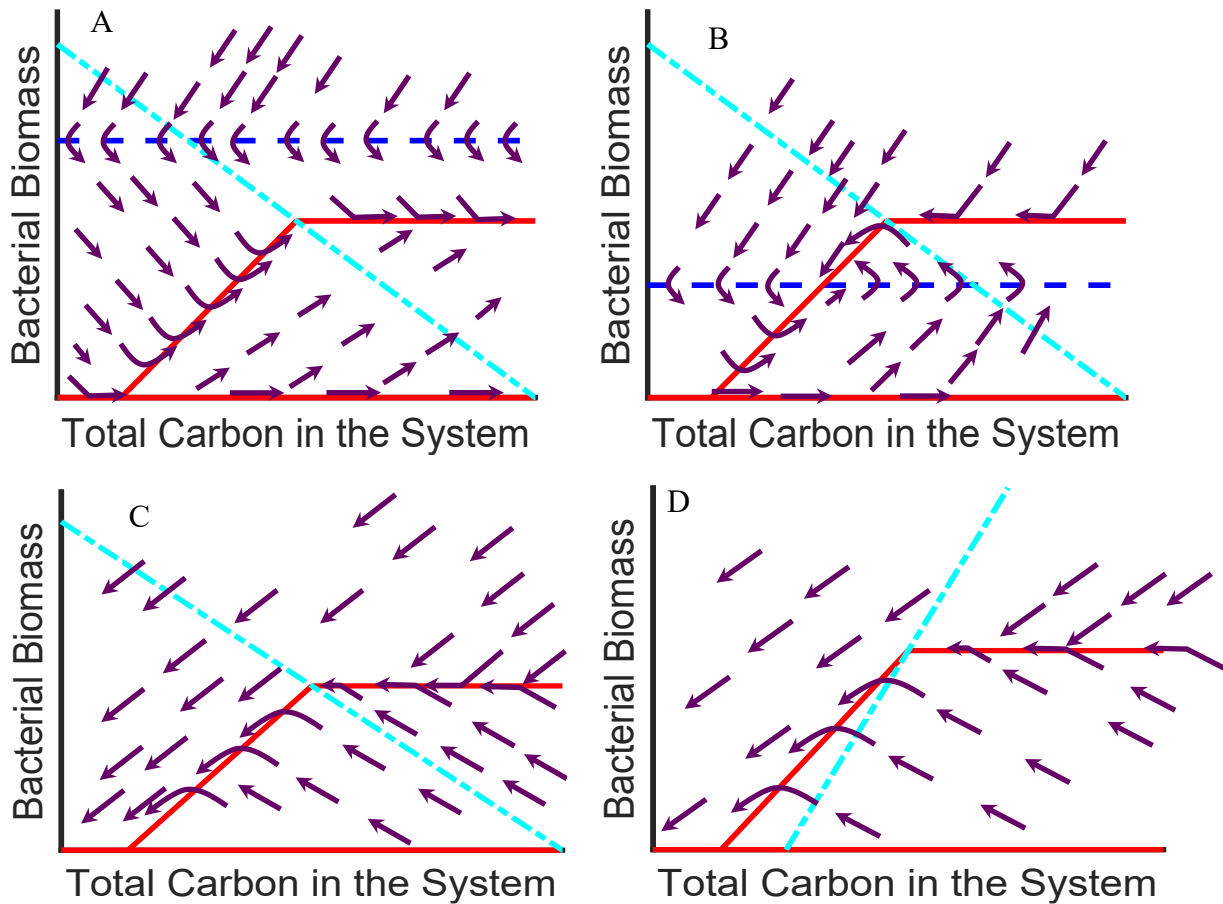 A
Bacterial Biomass
Total Carbon in the System
B
Bacterial Biomass
Total Carbon in the System
C
Bacterial Biomass
Total Carbon in the System
D
Bacterial Biomass
Total Carbon in the System